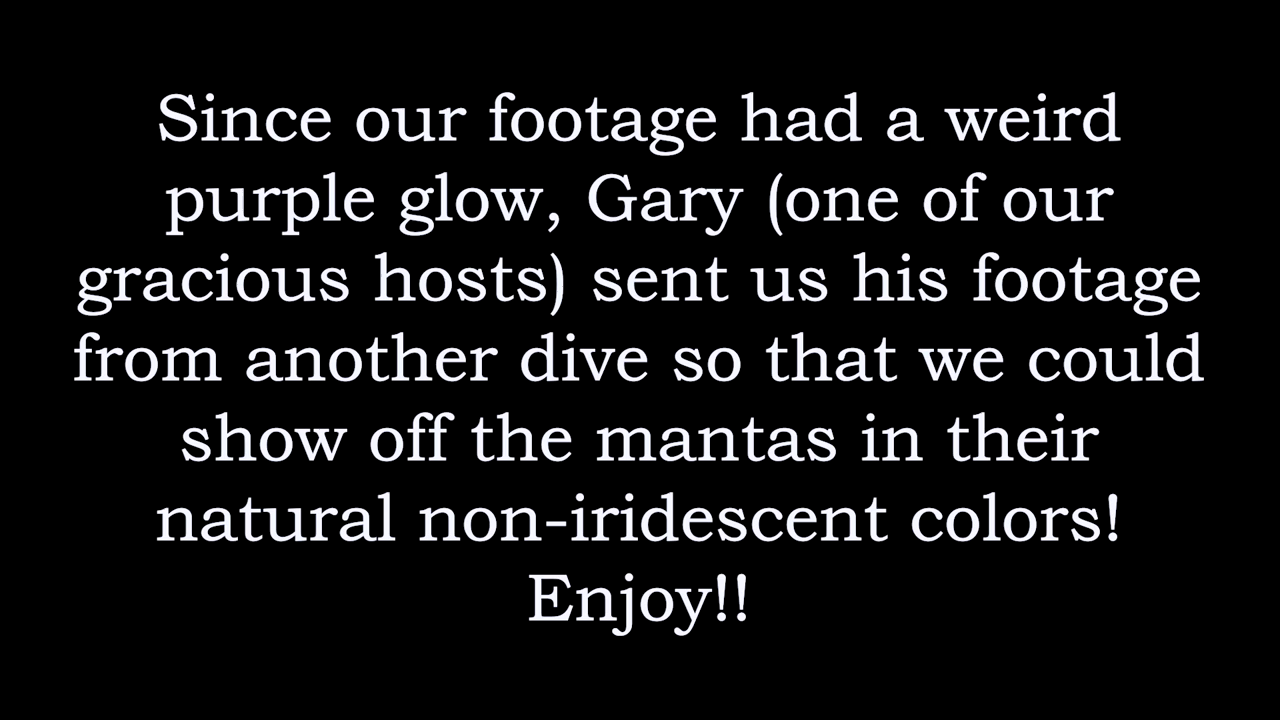 Since our footage had a weird
purple glow, Gary (one of our
gracious hosts) sent us his footage
from another dive so that we could
show off the mantas in their
natural non-iridescent colors!
Enjoy!!